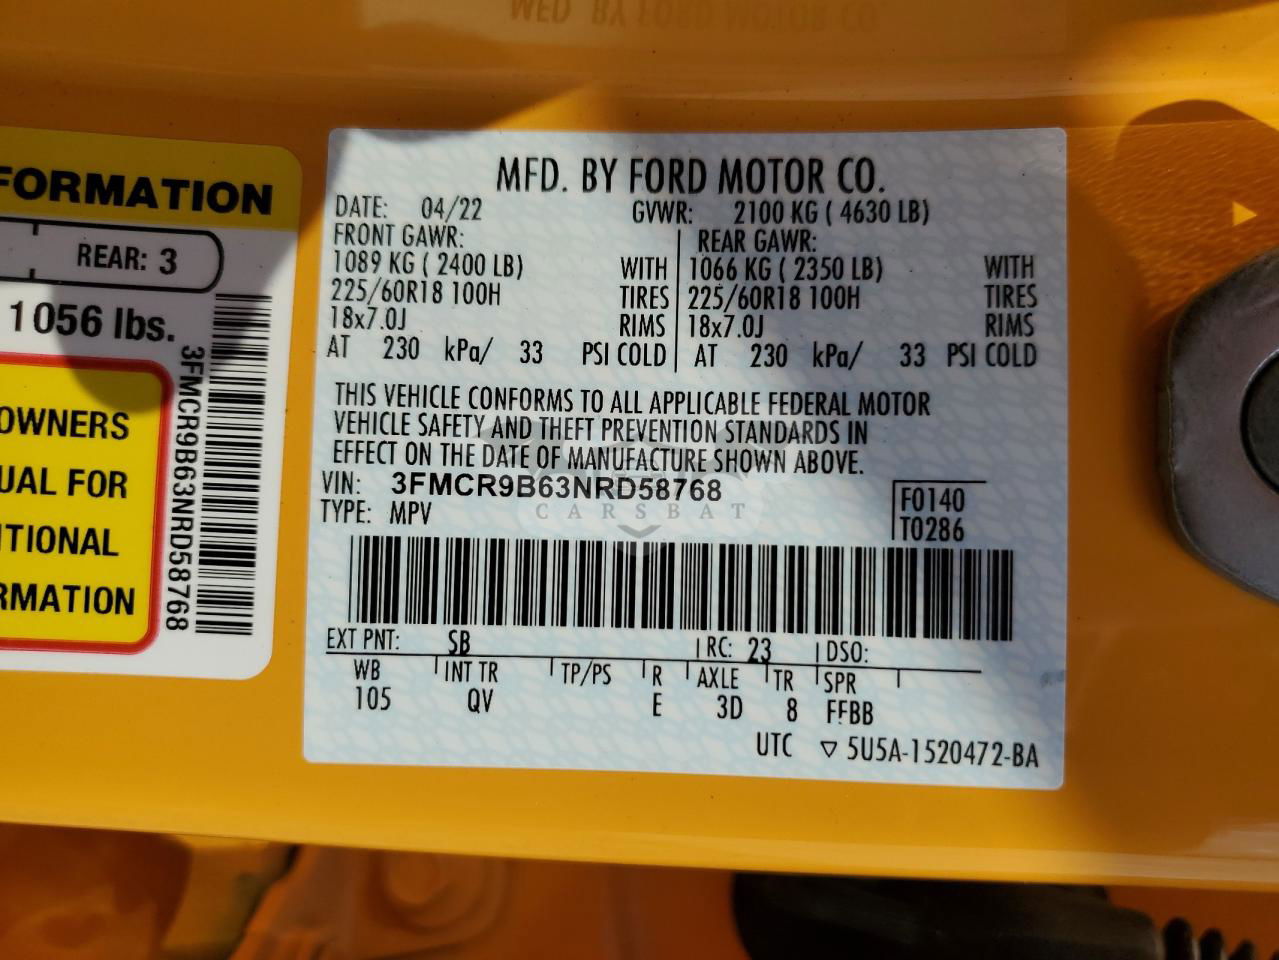 MFD. BY FORD MOTOR CO.
FORMATION
REAR: 3
1056 lbs.
3FMCR9B63NRD58768
OWNERS
UAL FOR
ITIONAL
RMATION
MFD. BY FORD MOTOR CO.
DATE: 04/22 GVWR: 2100 KG ( 4630 LB)
FRONT GAWR: REAR GAWR:
1089 KG ( 2400 LB) WITH 1066 KG ( 2350 LB) WITH
225/60R18 100H TIRES 225/60R18 100H TIRES
18x7.0J RIMS 18x7.0J RIMS
AT 230 kPa/ 33 PSI COLD AT 230 kPa/ 33 PSI COLD
THIS VEHICLE CONFORMS TO ALL APPLICABLE FEDERAL MOTOR
VEHICLE SAFETY AND THEFT PREVENTION STANDARDS IN
EFFECT ON THE DATE OF MANUFACTURE SHOWN ABOVE.
VIN: 3FMCR9B63NRD58768 F0140
CARSBAT
TYPE: MPV T0286
EXT PNT: SB RC: 23 DSO:
WB INT TR TP/PS R AXLE TR SPR
105 QV E 3D 8 FFBB
UTC ▽ 5U5A-1520472-BA